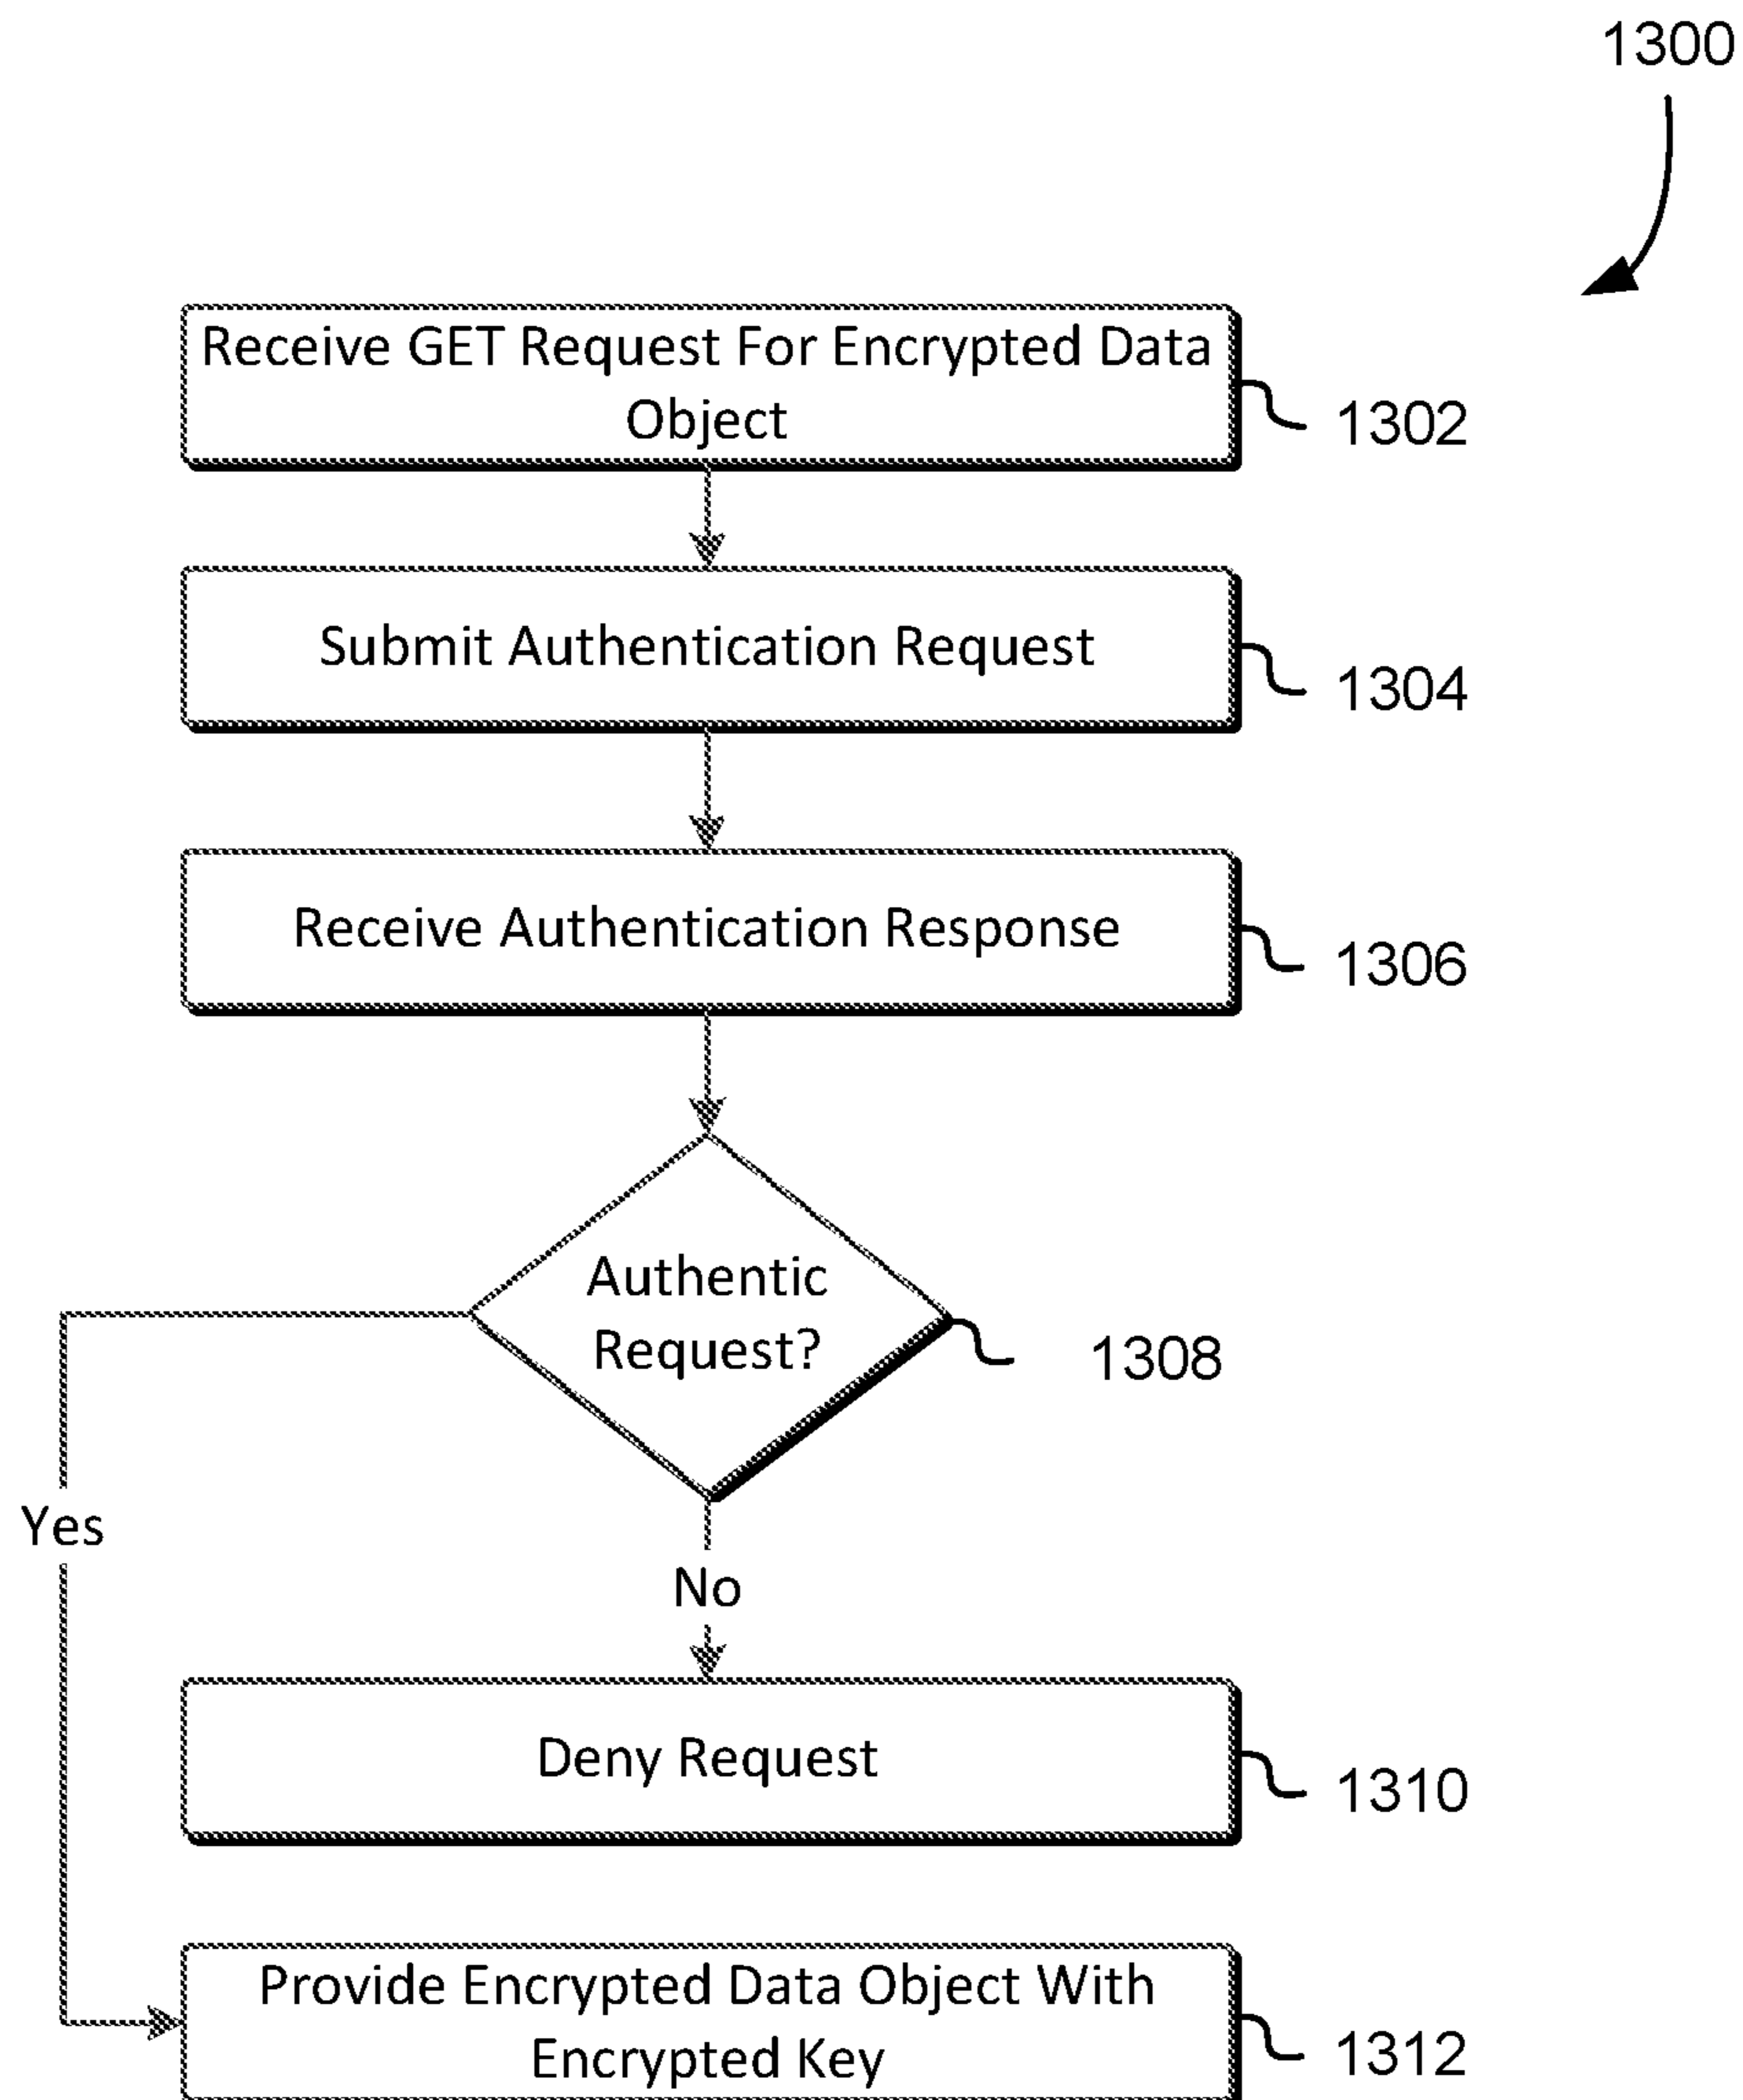 1300
Receive GET Request For Encrypted Data
Object
1302
Submit Authentication Request
1304
Receive Authentication Response
1306
Authentic
Request?
1308
Yes
No
Deny Request
1310
Provide Encrypted Data Object With
Encrypted Key
1312